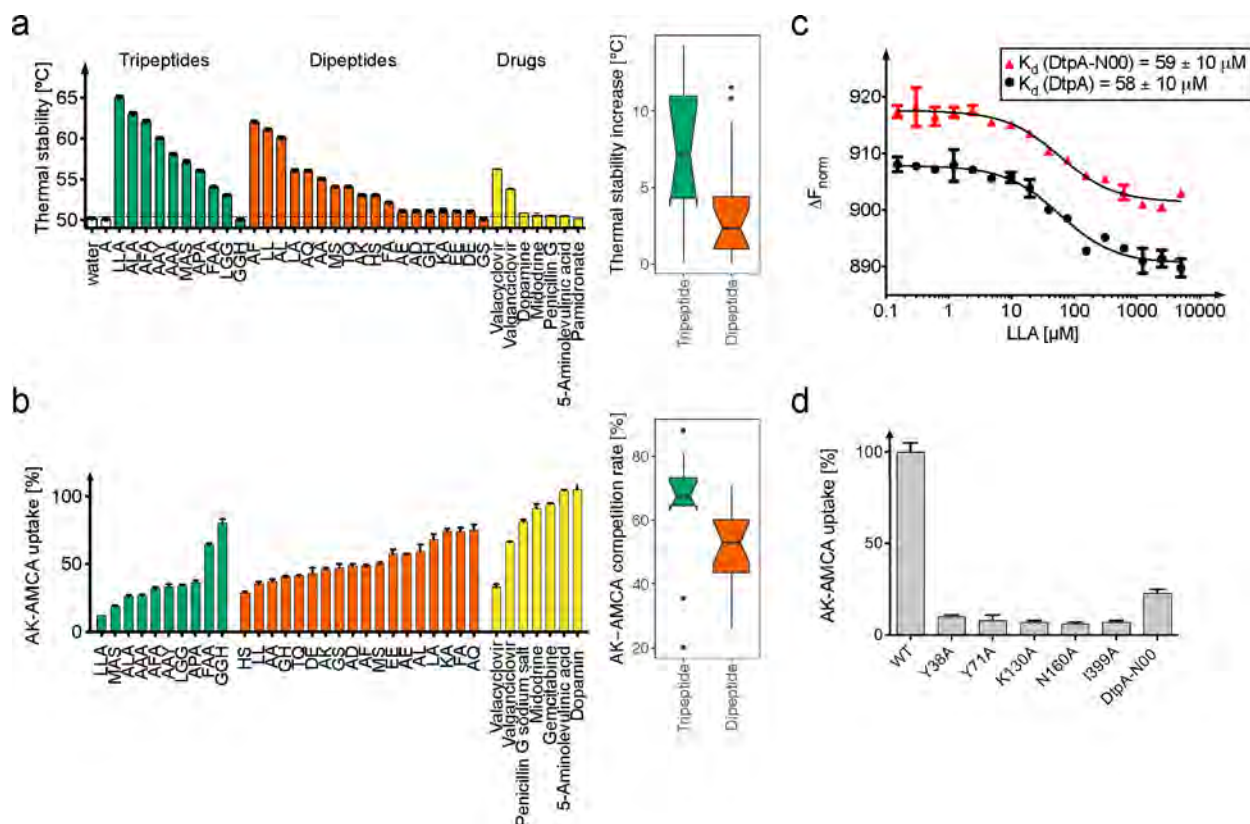 a
Tripeptides
Dipeptides
Drugs
Thermal stability [ºC]
65
60
55
50
water
A
LLA
ALA
AAA
MAS
APA
FAA
LGG
GGH
AF
LL
AL
LA
AQ
AA
MS
TQ
AK
HS
FA
AE
AD
GH
KA
EE
DE
GS
Valacyclovir
Valganciclovir
Dopamine
Midodrine
Penicillin G
5-Aminolevulinic acid
Pamidronate
Thermal stability increase [ºC]
10
5
0
Tripeptide
Dipeptide
c
▲ Kd (DtpA-N00) = 59 ± 10 µM
● Kd (DtpA) = 58 ± 10 µM
ΔFnorm
920
910
900
890
0.1
1
10
100
1000
10000
LLA [µM]
b
AK-AMCA uptake [%]
100
50
0
LLA
MAS
ALA
AAA
LGG
APA
FAA
GGH
HS
LL
AA
GH
TQ
DE
AK
GS
AD
AF
MS
EE
AE
AL
LA
KA
FA
AQ
Valacyclovir
Valganciclovir
Penicillin G sodium salt
Midodrine
Gemcitabine
5-Aminolevulinic acid
Dopamin
AK-AMCA competition rate [%]
80
60
40
20
Tripeptide
Dipeptide
d
AK-AMCA uptake [%]
100
50
0
WT
Y38A
Y71A
K130A
N160A
I399A
DtpA-N00